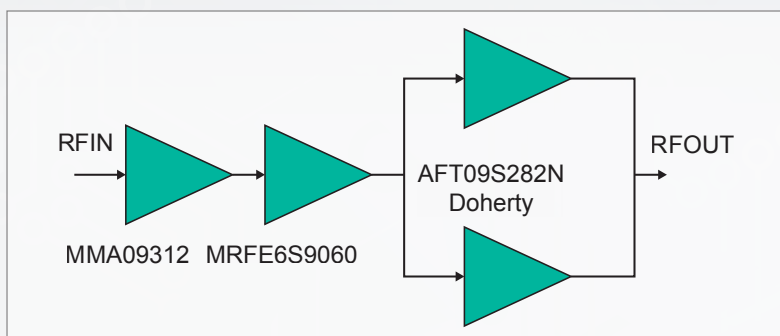 RFIN
RFOUT
AFT09S282N
Doherty
MMA09312
MRFE6S9060